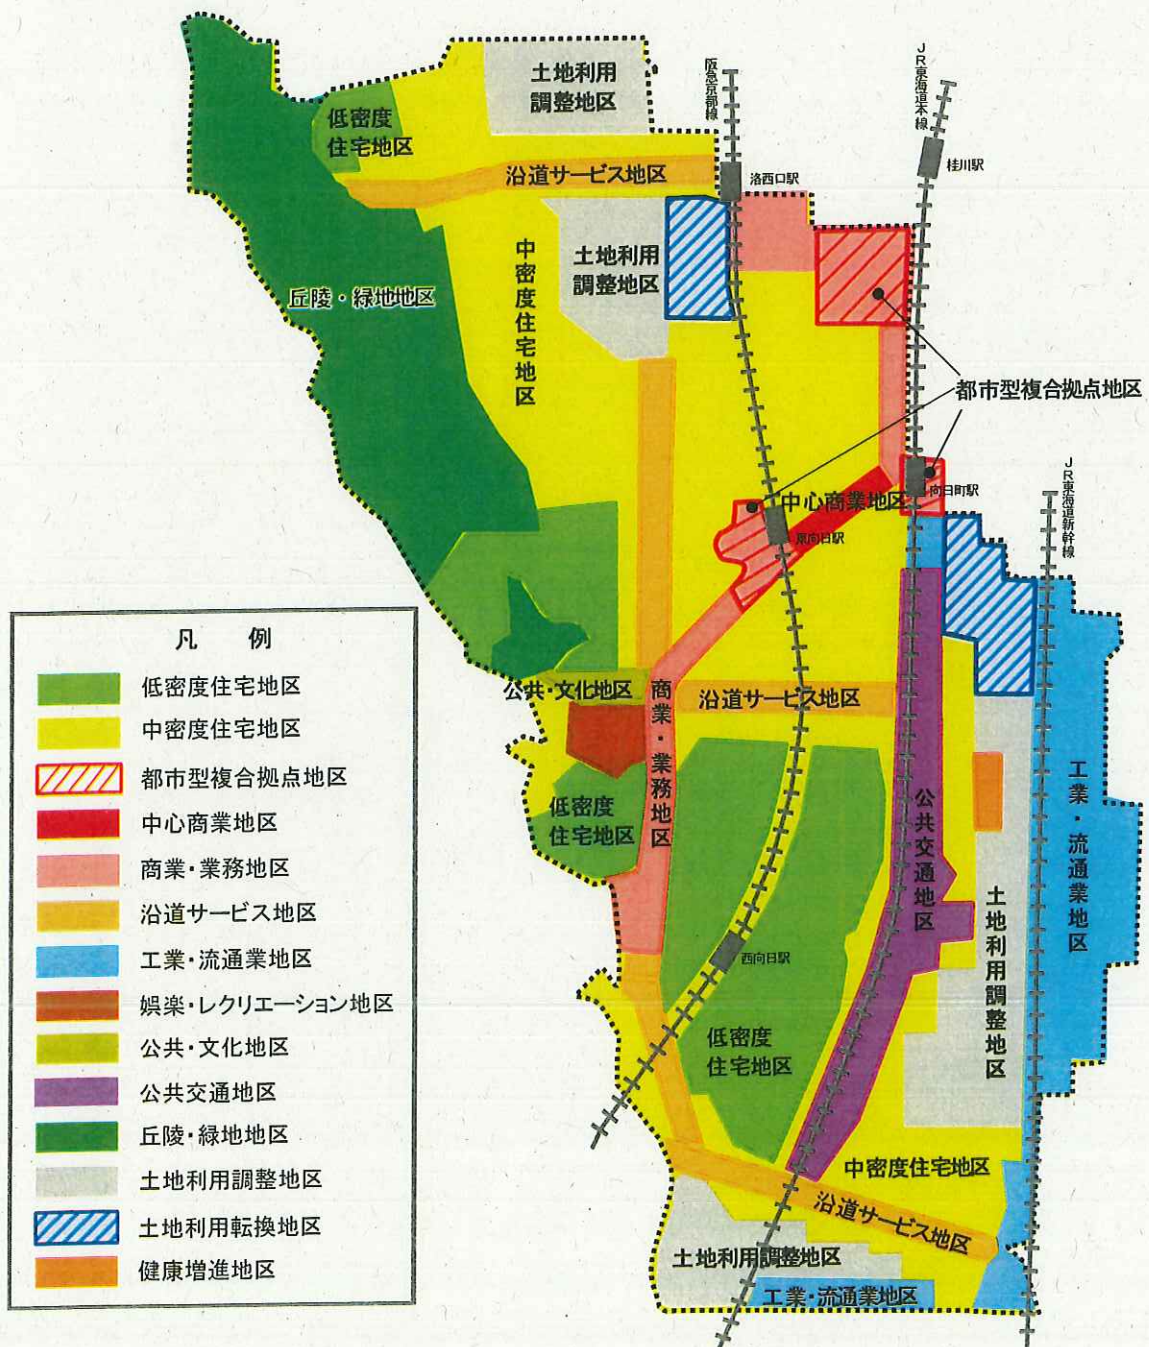 土地利用
調整地区
阪急京都線
JR東海道本線
低密度
住宅地区
桂川駅
沿道サービス地区
洛西口駅
中密度住宅地区
土地利用
調整地区
丘陵・緑地地区
都市型複合拠点地区
JR東海道新幹線
中心商業地区
向日町駅
東向日駅
公共・文化地区
商業・業務地区
沿道サービス地区
低密度
住宅地区
公共交通地区
工業・流通業地区
土地利用調整地区
西向日駅
低密度
住宅地区
中密度住宅地区
沿道サービス地区
土地利用調整地区
工業・流通業地区
凡 例
低密度住宅地区
中密度住宅地区
都市型複合拠点地区
中心商業地区
商業・業務地区
沿道サービス地区
工業・流通業地区
娯楽・レクリエーション地区
公共・文化地区
公共交通地区
丘陵・緑地地区
土地利用調整地区
土地利用転換地区
健康増進地区